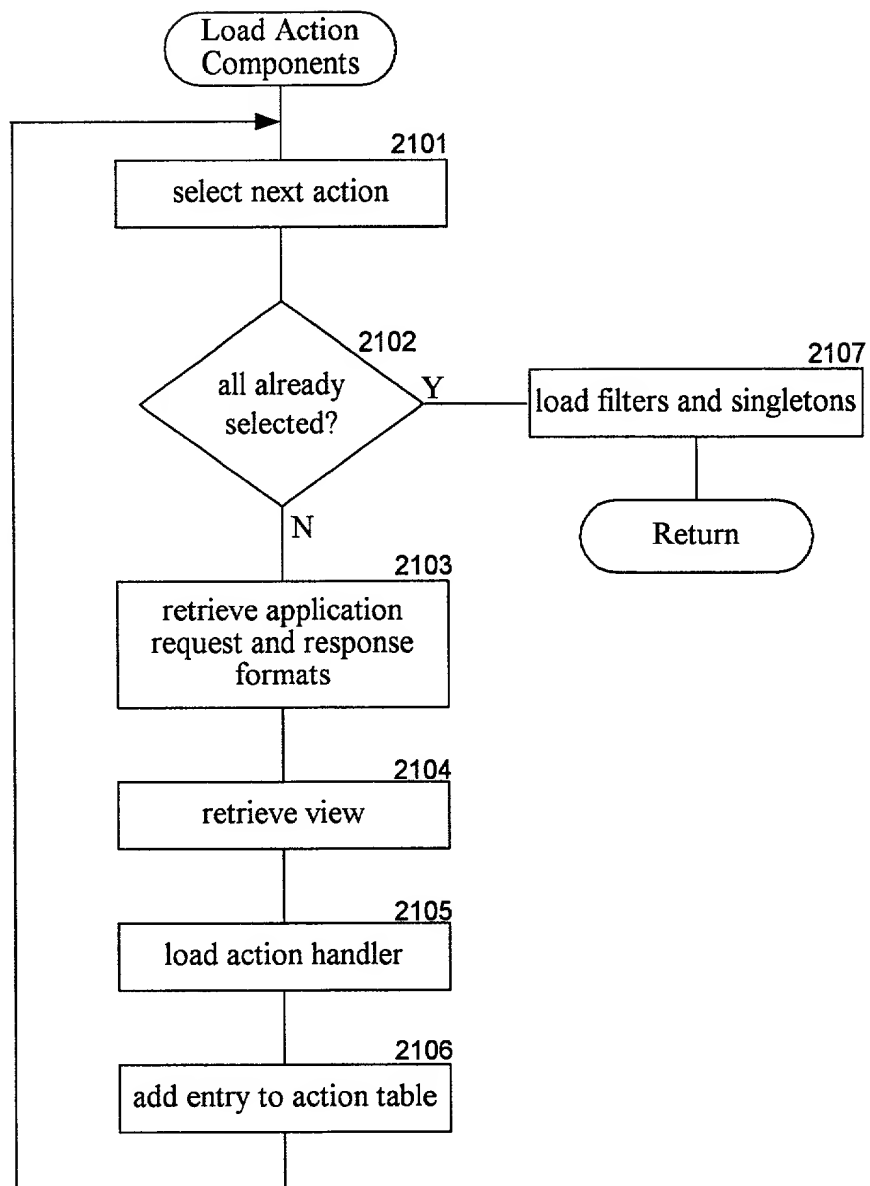 Load Action
Components
2101
select next action
2102
all already
selected?
Y
N
2107
load filters and singletons
Return
2103
retrieve application
request and response
formats
2104
retrieve view
2105
load action handler
2106
add entry to action table